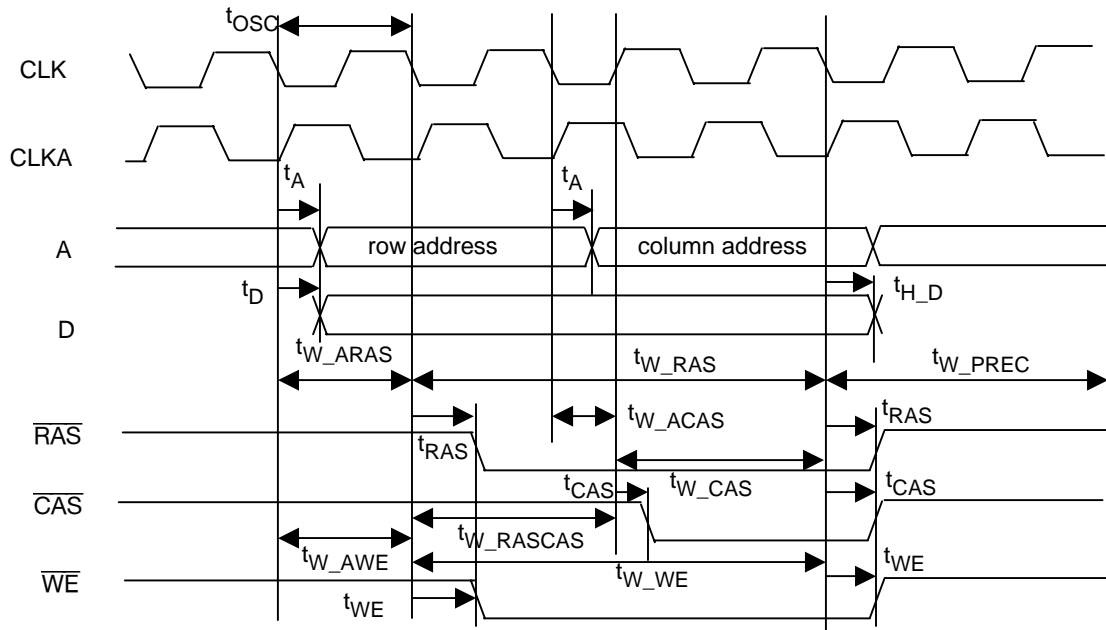 tOSC
CLK
CLKA
tA tA
A row address column address
tD tH_D
D
tW_ARAS tW_RAS tW_PREC
RAS tRAS tW_ACAS tRAS
CAS tCAS tW_CAS tCAS
tW_RASCAS
tW_AWE
WE tW_WE tWE
tWE